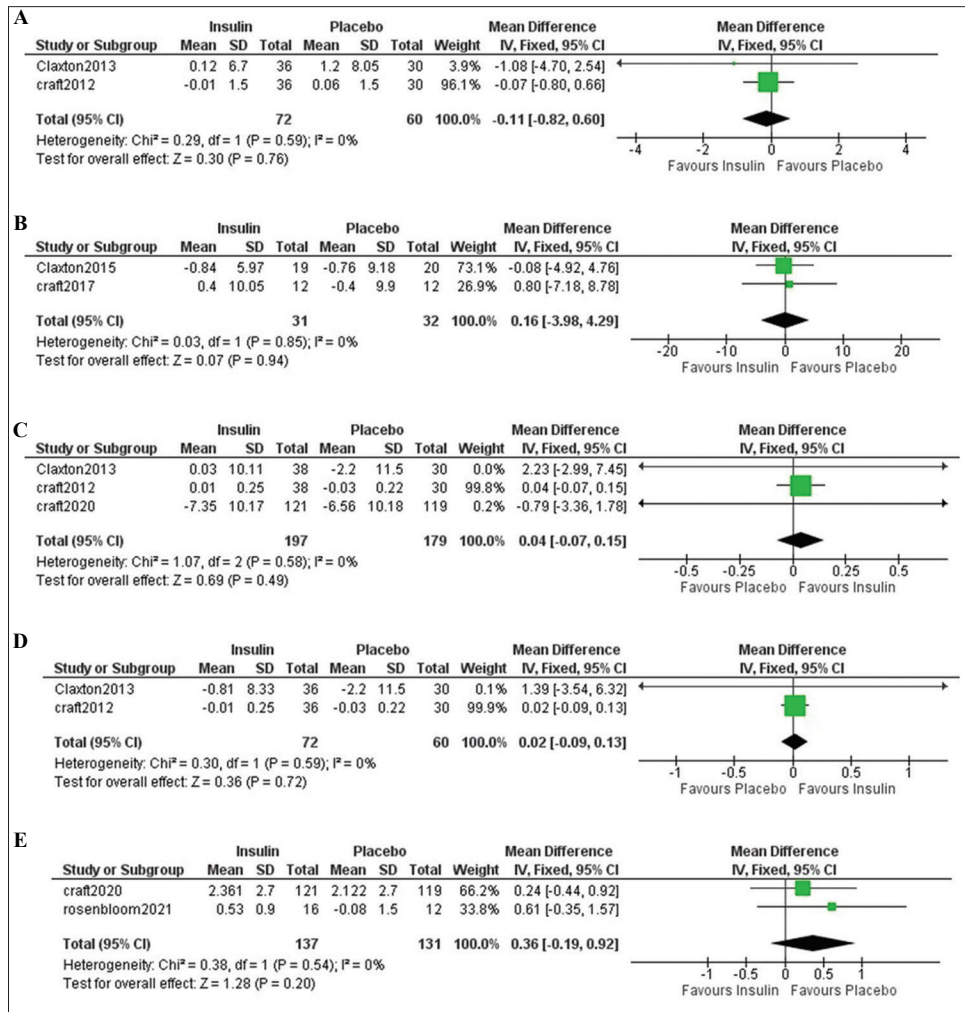 A
Insulin Placebo Mean Difference Mean Difference
Study or Subgroup Mean SD Total Mean SD Total Weight IV, Fixed, 95% CI IV, Fixed, 95% CI
Claxton2013 0.12 6.7 36 1.2 8.05 30 3.9% -1.08 [-4.70, 2.54]
craft2012 -0.01 1.5 36 0.06 1.5 30 96.1% -0.07 [-0.80, 0.66]
Total (95% CI) 72 60 100.0% -0.11 [-0.82, 0.60]
Heterogeneity: Chi² = 0.29, df = 1 (P = 0.59); I² = 0%
Test for overall effect: Z = 0.30 (P = 0.76)
-4 -2 0 2 4
Favours Insulin Favours Placebo
B
Insulin Placebo Mean Difference Mean Difference
Study or Subgroup Mean SD Total Mean SD Total Weight IV, Fixed, 95% CI IV, Fixed, 95% CI
Claxton2015 -0.84 5.97 19 -0.76 9.18 20 73.1% -0.08 [-4.92, 4.76]
craft2017 0.4 10.05 12 -0.4 9.9 12 26.9% 0.80 [-7.18, 8.78]
Total (95% CI) 31 32 100.0% 0.16 [-3.98, 4.29]
Heterogeneity: Chi² = 0.03, df = 1 (P = 0.85); I² = 0%
Test for overall effect: Z = 0.07 (P = 0.94)
-20 -10 0 10 20
Favours Insulin Favours Placebo
C
Insulin Placebo Mean Difference Mean Difference
Study or Subgroup Mean SD Total Mean SD Total Weight IV, Fixed, 95% CI IV, Fixed, 95% CI
Claxton2013 0.03 10.11 38 -2.2 11.5 30 0.0% 2.23 [-2.99, 7.45]
craft2012 0.01 0.25 38 -0.03 0.22 30 99.8% 0.04 [-0.07, 0.15]
craft2020 -7.35 10.17 121 -6.56 10.18 119 0.2% -0.79 [-3.36, 1.78]
Total (95% CI) 197 179 100.0% 0.04 [-0.07, 0.15]
Heterogeneity: Chi² = 1.07, df = 2 (P = 0.58); I² = 0%
Test for overall effect: Z = 0.69 (P = 0.49)
-0.5 -0.25 0 0.25 0.5
Favours Placebo Favours Insulin
D
Insulin Placebo Mean Difference Mean Difference
Study or Subgroup Mean SD Total Mean SD Total Weight IV, Fixed, 95% CI IV, Fixed, 95% CI
Claxton2013 -0.81 8.33 36 -2.2 11.5 30 0.1% 1.39 [-3.54, 6.32]
craft2012 -0.01 0.25 36 -0.03 0.22 30 99.9% 0.02 [-0.09, 0.13]
Total (95% CI) 72 60 100.0% 0.02 [-0.09, 0.13]
Heterogeneity: Chi² = 0.30, df = 1 (P = 0.59); I² = 0%
Test for overall effect: Z = 0.36 (P = 0.72)
-1 -0.5 0 0.5 1
Favours Placebo Favours Insulin
E
Insulin Placebo Mean Difference Mean Difference
Study or Subgroup Mean SD Total Mean SD Total Weight IV, Fixed, 95% CI IV, Fixed, 95% CI
craft2020 2.361 2.7 121 2.122 2.7 119 66.2% 0.24 [-0.44, 0.92]
rosenbloom2021 0.53 0.9 16 -0.08 1.5 12 33.8% 0.61 [-0.35, 1.57]
Total (95% CI) 137 131 100.0% 0.36 [-0.19, 0.92]
Heterogeneity: Chi² = 0.38, df = 1 (P = 0.54); I² = 0%
Test for overall effect: Z = 1.28 (P = 0.20)
-1 -0.5 0 0.5 1
Favours Insulin Favours Placebo